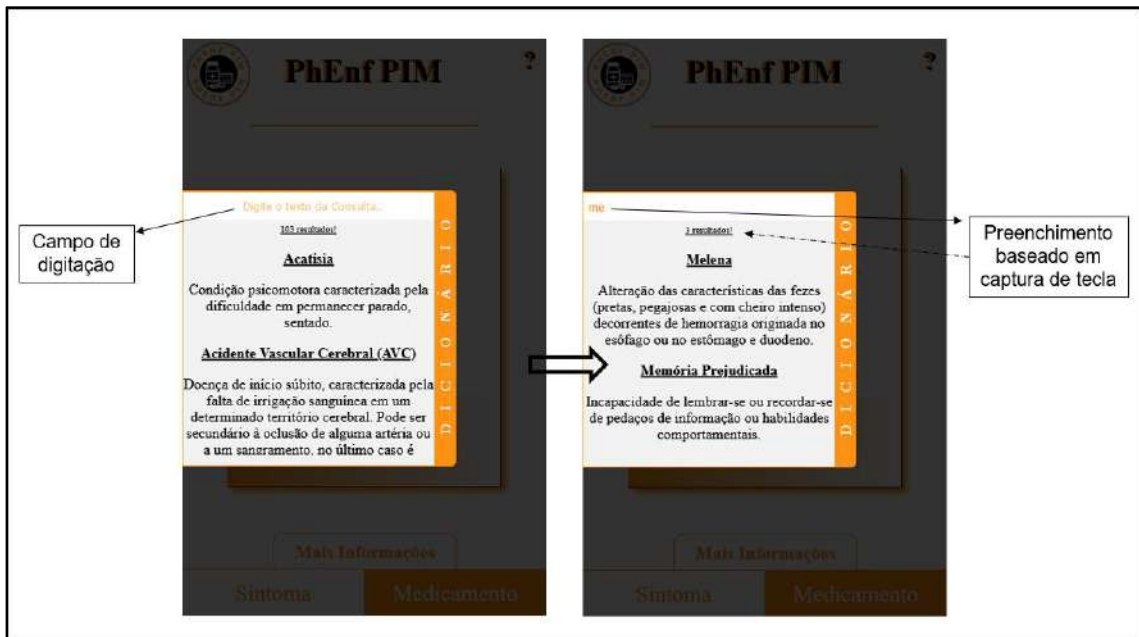 PhEnf PIM
?
Digite o texto da Consulta...
103 resultados!
Acatisia
Condição psicomotora caracterizada pela
dificuldade em permanecer parado,
sentado.
Acidente Vascular Cerebral (AVC)
Doença de início súbito, caracterizada pela
falta de irrigação sanguínea em um
determinado território cerebral. Pode ser
secundário à oclusão de alguma artéria ou
a um sangramento, no último caso é
DICIONÁRIO
Mais Informações
Sintoma
Medicamento
Campo de
digitação
PhEnf PIM
?
me
3 resultados!
Melena
Alteração das características das fezes
(pretas, pegajosas e com cheiro intenso)
decorrentes de hemorragia originada no
esôfago ou no estômago e duodeno.
Memória Prejudicada
Incapacidade de lembrar-se ou recordar-se
de pedaços de informação ou habilidades
comportamentais.
DICIONÁRIO
Mais Informações
Sintoma
Medicamento
Preenchimento
baseado em
captura de tecla